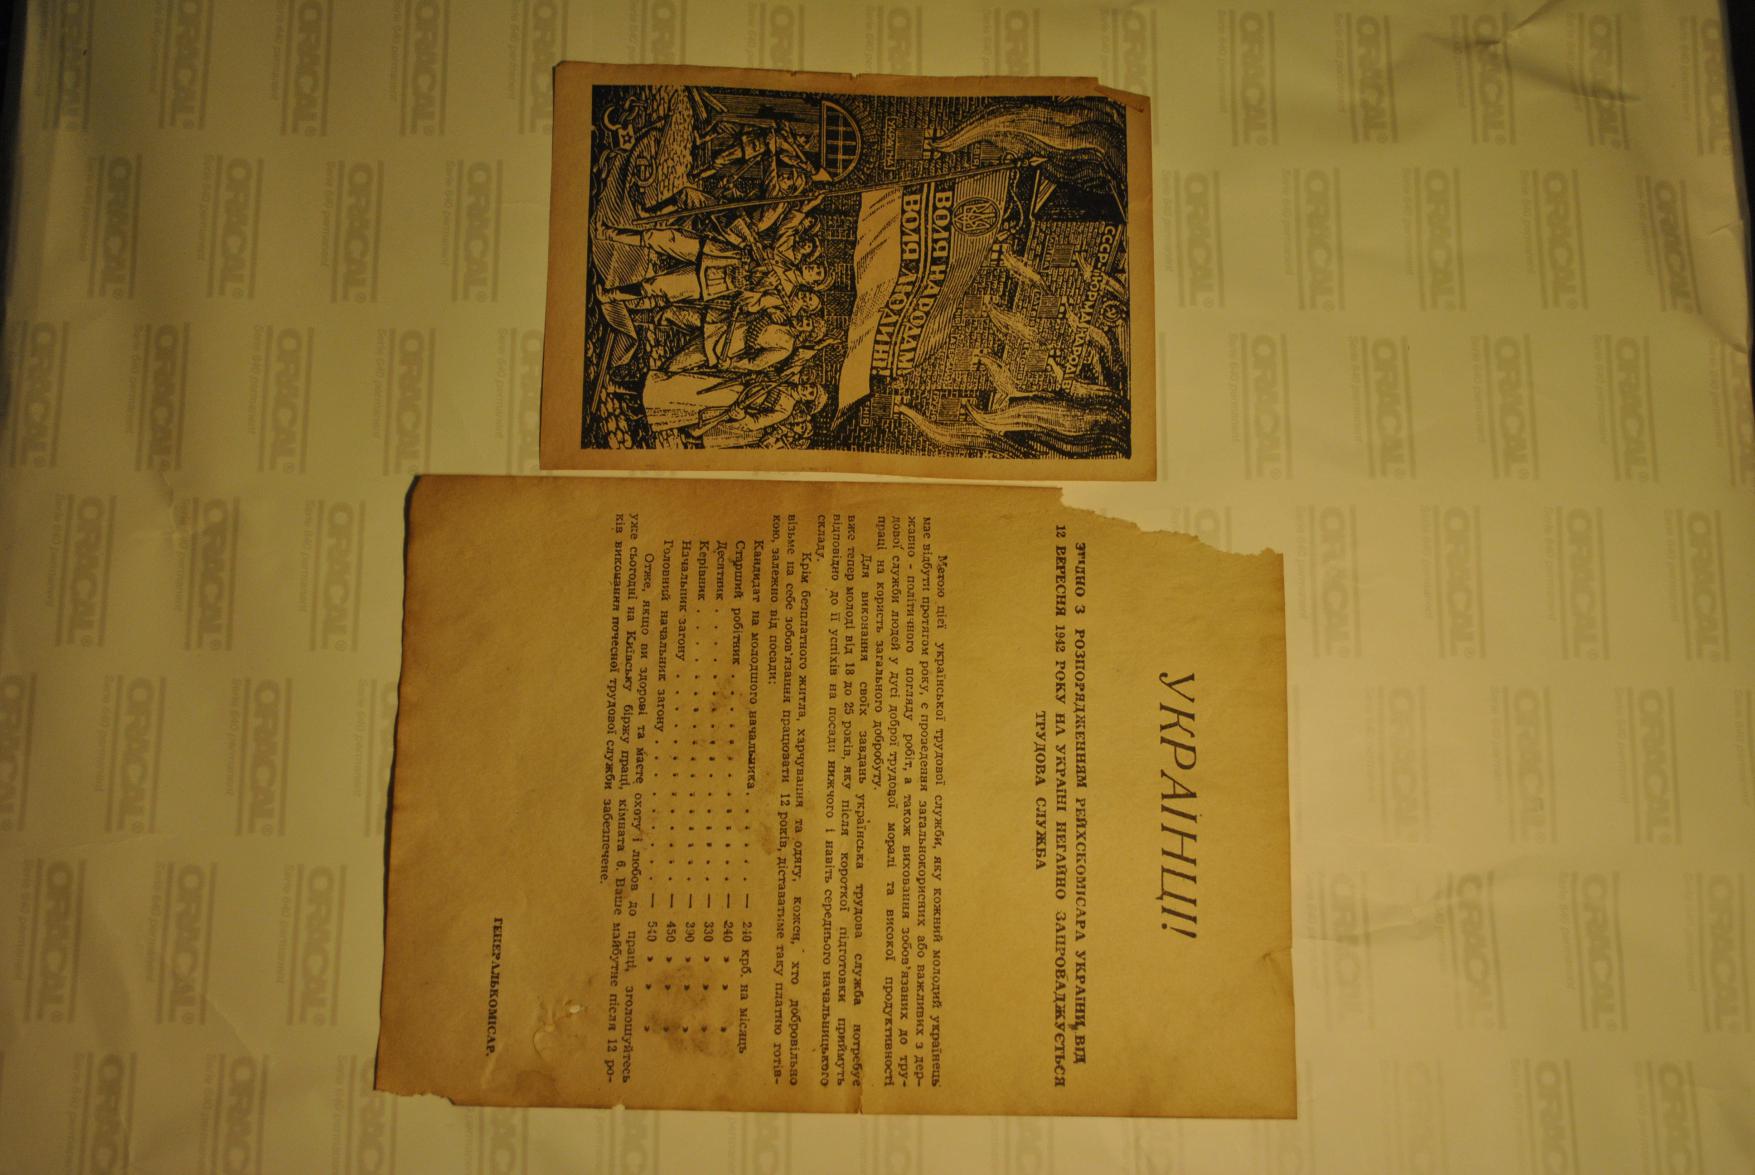 УКРАЇНЦІ!
ЗГІДНО З РОЗПОРЯДЖЕННЯМ РЕЙХСКОМІСАРА УКРАЇНИ, ВІД
12 ВЕРЕСНЯ 1942 РОКУ НА УКРАЇНІ НЕГАЙНО ЗАПРОВАДЖУЄТЬСЯ
ТРУДОВА СЛУЖБА
Метою цієї української трудової служби, яку кожний молодий українець
має відбути протягом року, є проведення загальнокорисних або важливих з дер-
жавно - політичного погляду робіт, а також виховання зобов'язаних до тру-
дової служби людей у дусі доброї трудової моралі та високої продуктивності
праці на користь загального добробуту.
Для виконання своїх завдань українська трудова служба потребує
вже тепер молоді від 18 до 25 років, яку після короткої підготовки приймуть
відповідно до її успіхів на посади нижчого і навіть середнього начальницького
складу.
Крім безплатного житла, харчування та одягу, кожен, хто добровільно
візьме на себе зобов'язання працювати 12 років, діставатиме таку платню готів-
кою, залежно від посади:
Кандидат на молодшого начальника . . . . . — 210 крб. на місяць
Старший робітник . . . . . . . . . . — 240 » » »
Десятник . . . . . . . . . . . . . — 330 » » »
Керівник . . . . . . . . . . . . . — 390 » » »
Начальник загону . . . . . . . . . . — 450 » » »
Головний начальник загону . . . . . . . — 540 » » »
Отже, якщо ви здорові та маєте охоту і любов до праці, зголошуйтесь
уже сьогодні на Київську біржу праці, кімната 6. Ваше майбутнє після 12 ро-
ків виконання почесної трудової служби забезпечене.
ГЕНЕРАЛЬКОМІСАР.
СССР-ТЮРМА НАРОДІВ
ВОЛЯ НАРОДАМ!
ВОЛЯ ЛЮДИНІ!
УКРАЇНА
ORACAL®
Serie 640 permanent